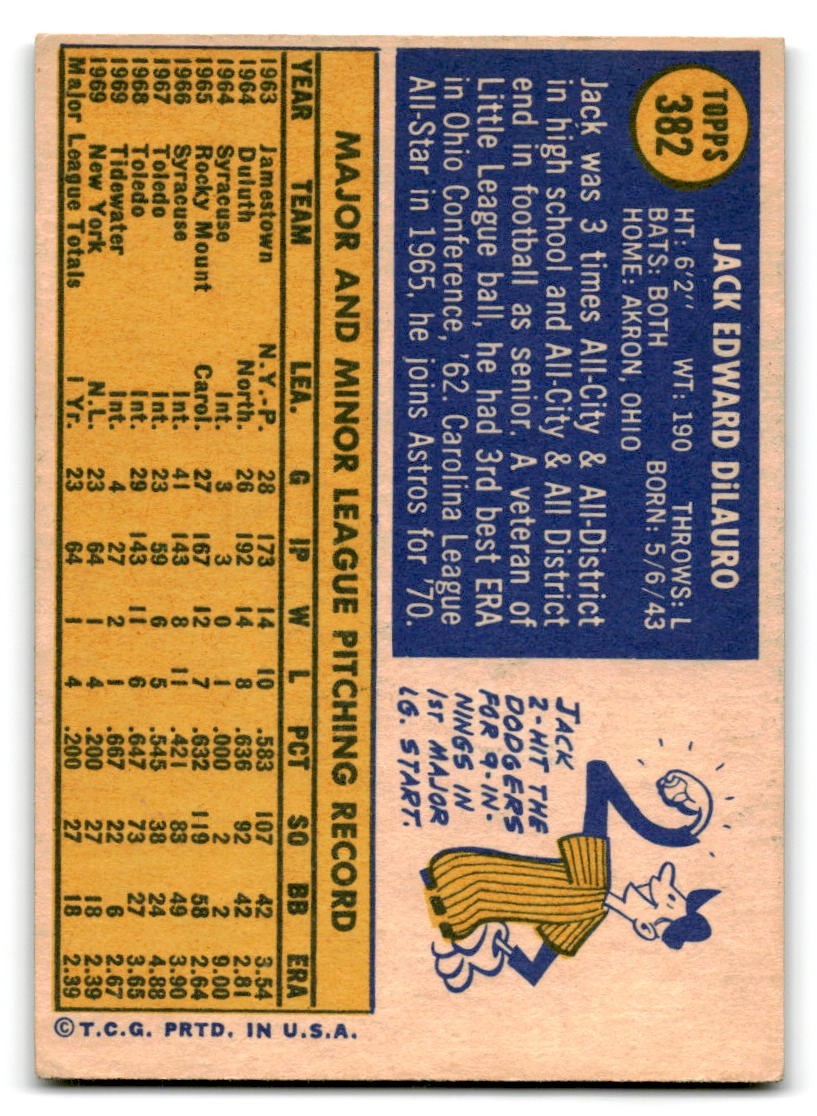 TOPPS
382
JACK EDWARD DiLAURO
HT: 6'2" WT: 190 THROWS: L
BATS: BOTH BORN: 5/6/43
HOME: AKRON, OHIO
Jack was 3 times All-City & All-District
in high school and All-City & All District
end in football as senior. A veteran of
Little League ball, he had 3rd best ERA
in Ohio Conference, '62. Carolina League
All-Star in 1965, he joins Astros for '70.
JACK
2-HIT THE
DODGERS
FOR 9-IN-
NINGS IN
1ST MAJOR
LG. START.
MAJOR AND MINOR LEAGUE PITCHING RECORD
YEAR TEAM LEA. G IP W L PCT SO BB ERA
1963 Jamestown N.Y.-P. 28 173 14 10 .583 107 42 3.54
1964 Duluth North. 26 192 14 8 .636 92 42 2.81
1964 Syracuse Int. 3 3 0 1 .000 2 2 9.00
1965 Rocky Mount Carol. 27 167 12 7 .632 119 58 2.64
1966 Syracuse Int. 41 143 8 11 .421 88 49 3.90
1967 Toledo Int. 23 59 6 5 .545 38 24 4.88
1968 Toledo Int. 29 143 11 6 .647 73 27 3.65
1969 Tidewater Int. 4 27 2 1 .667 22 6 2.67
1969 New York N.L. 23 64 1 4 .200 27 18 2.39
Major League Totals 1 Yr. 23 64 1 4 .200 27 18 2.39
© T.C.G. PRTD. IN U.S.A.